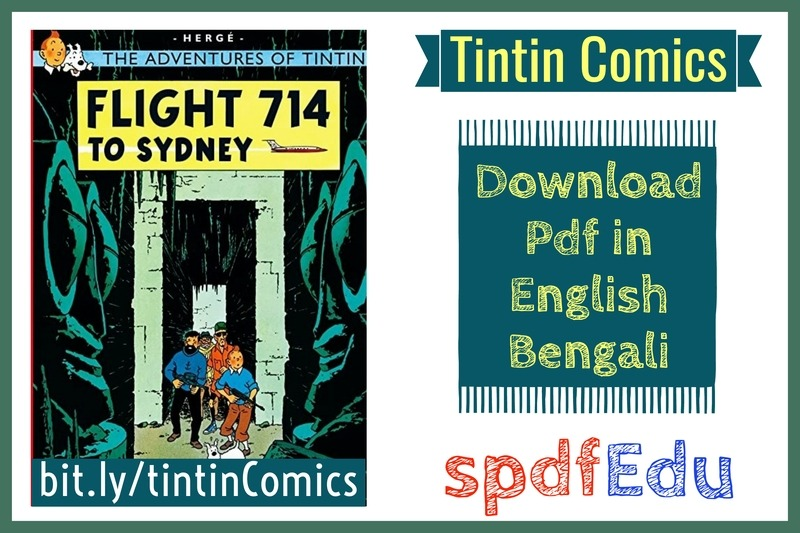 - HERGÉ -
THE ADVENTURES OF TINTIN
FLIGHT 714
TO SYDNEY
bit.ly/tintinComics
Tintin Comics
Download
Pdf in
English
Bengali
spdfEdu